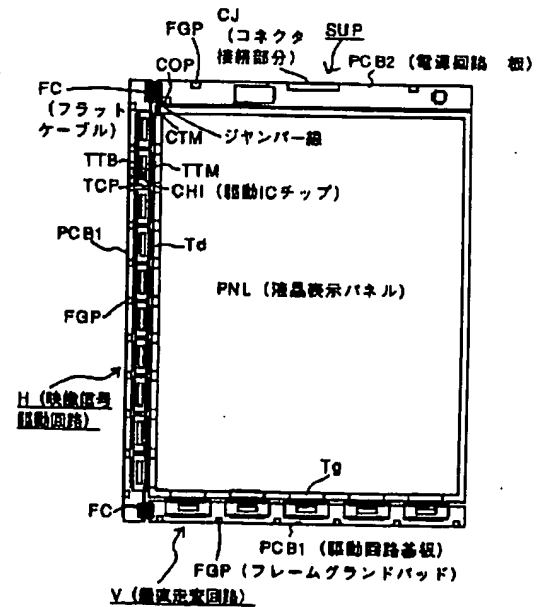 CJ
FGP
(コネクタ
接続部分)
SUP
COP
PCB2 (電源回路 板)
FC
(フラット
ケーブル)
CTM
ジヤンパー線
TTB
TTM
TCP
CHI (駆動ICチップ)
PCB1
Td
PNL (液晶表示パネル)
FGP
H (映像信号
駆動回路)
Tg
FC
PCB1 (駆動回路基板)
FGP (フレームグランドパッド)
V (垂直走査回路)